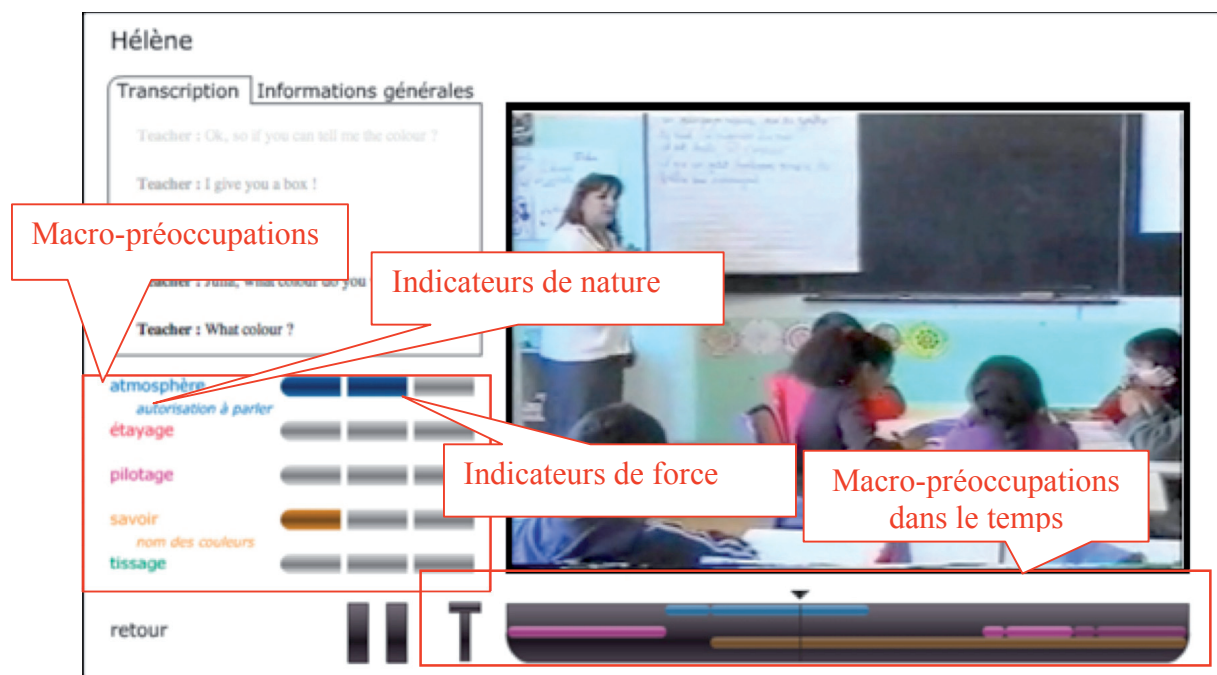 Hélène
Transcription Informations générales
Teacher : Ok, so if you can tell me the colour ?
Teacher : I give you a box !
Macro-préoccupations
what colour do you
Indicateurs de nature
Teacher : What colour ?
atmosphère
autorisation à parler
étayage
Indicateurs de force
pilotage
Macro-préoccupations
dans le temps
savoir
nom des couleurs
tissage
retour